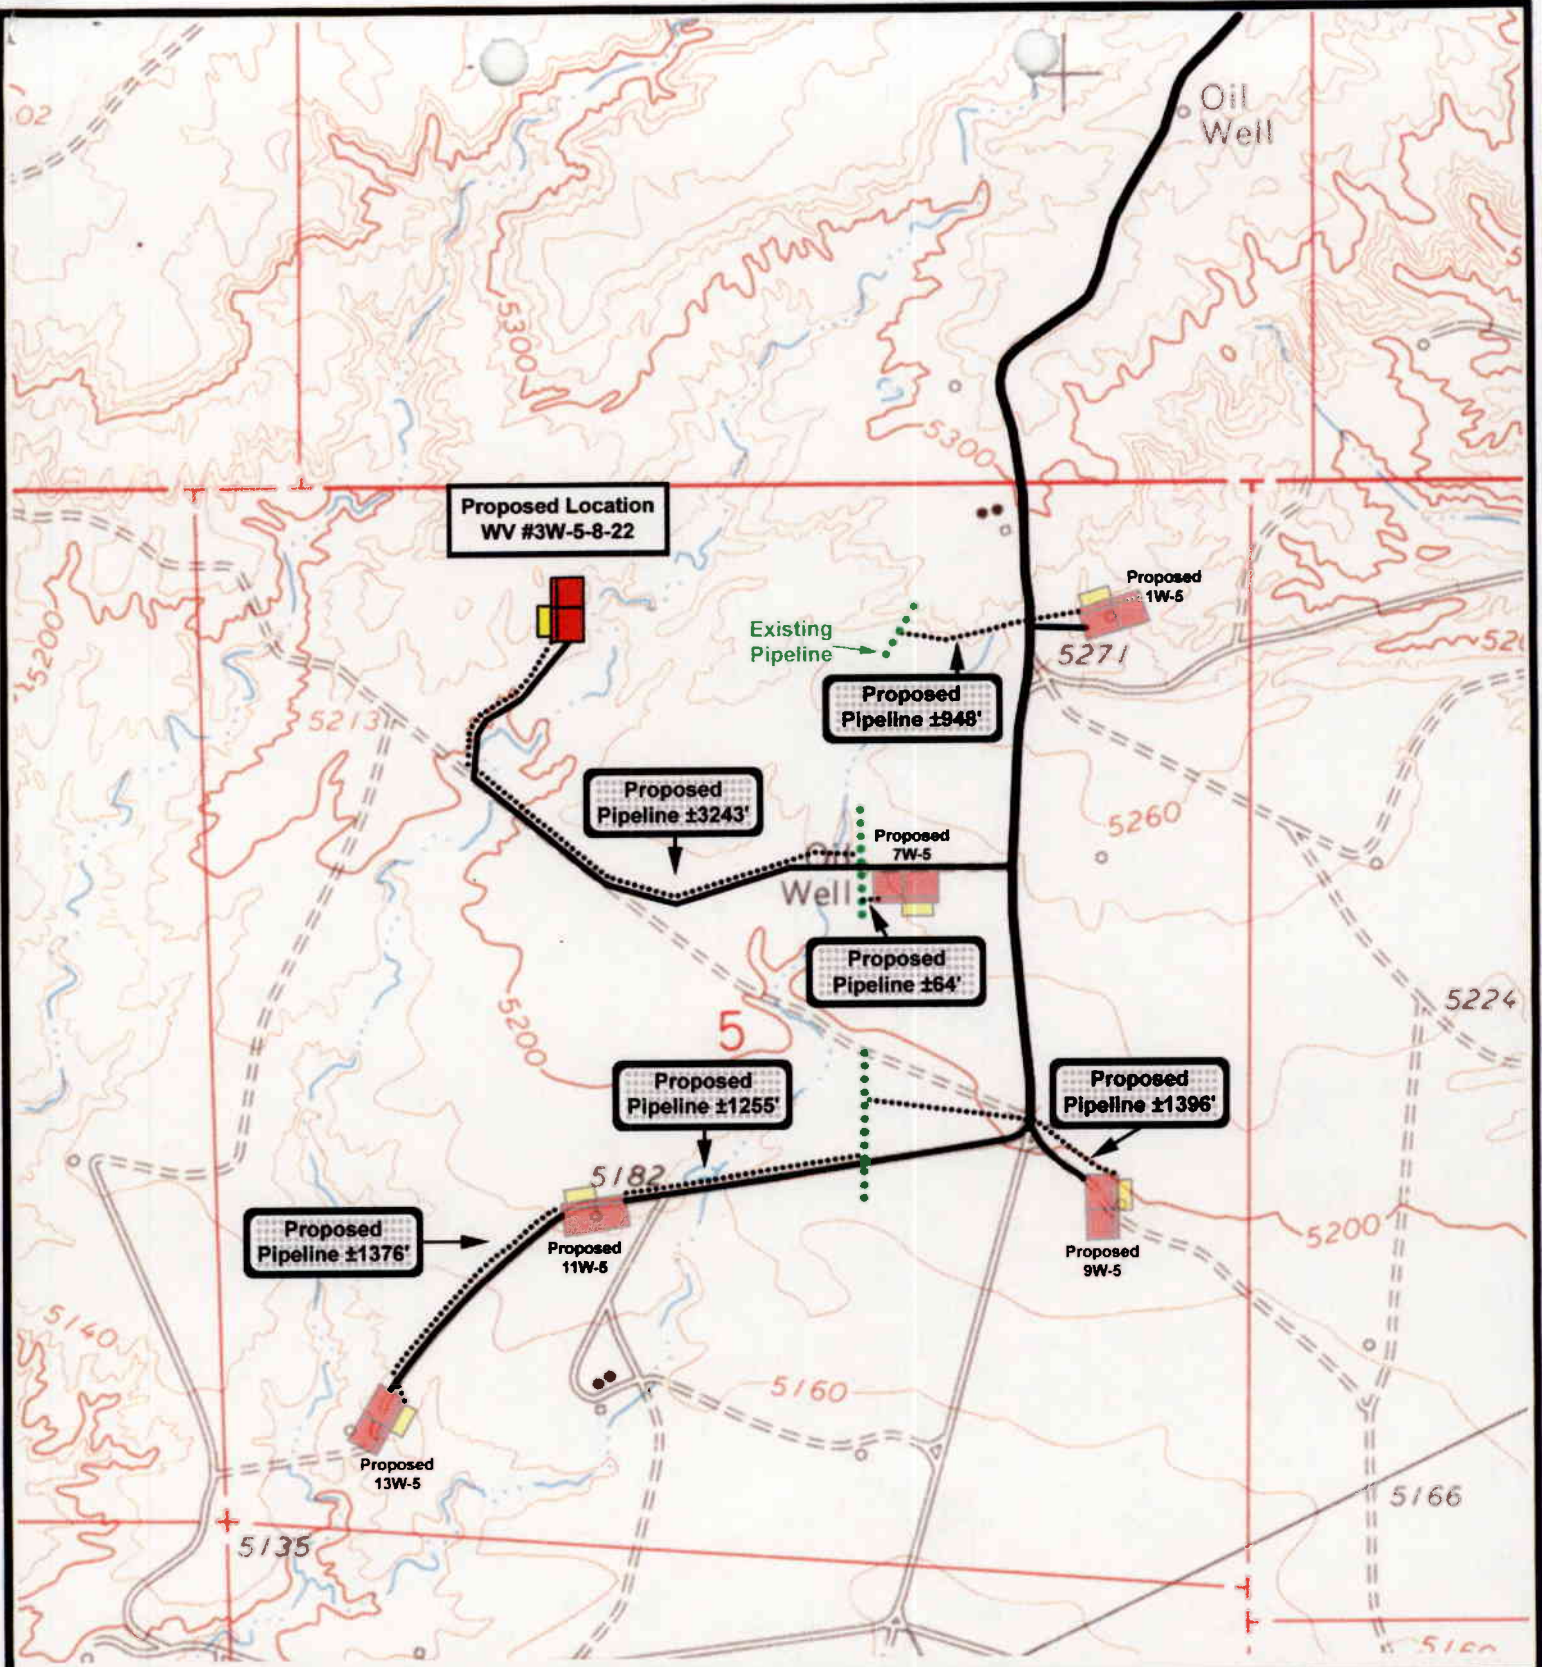 02
Oil
Well
5300
5300
Proposed Location
WV #3W-5-8-22
Proposed
1W-5
5200
Existing
Pipeline
5271
Proposed
Pipeline ±948'
5213
Proposed
Pipeline ±3243'
5260
Proposed
7W-5
Oil
Well
Proposed
Pipeline ±64'
5224
5200
5
Proposed
Pipeline ±1255'
Proposed
Pipeline ±1396'
5182
Proposed
Pipeline ±1376'
5200
Proposed
11W-5
Proposed
9W-5
5140
5160
Proposed
13W-5
5166
5135